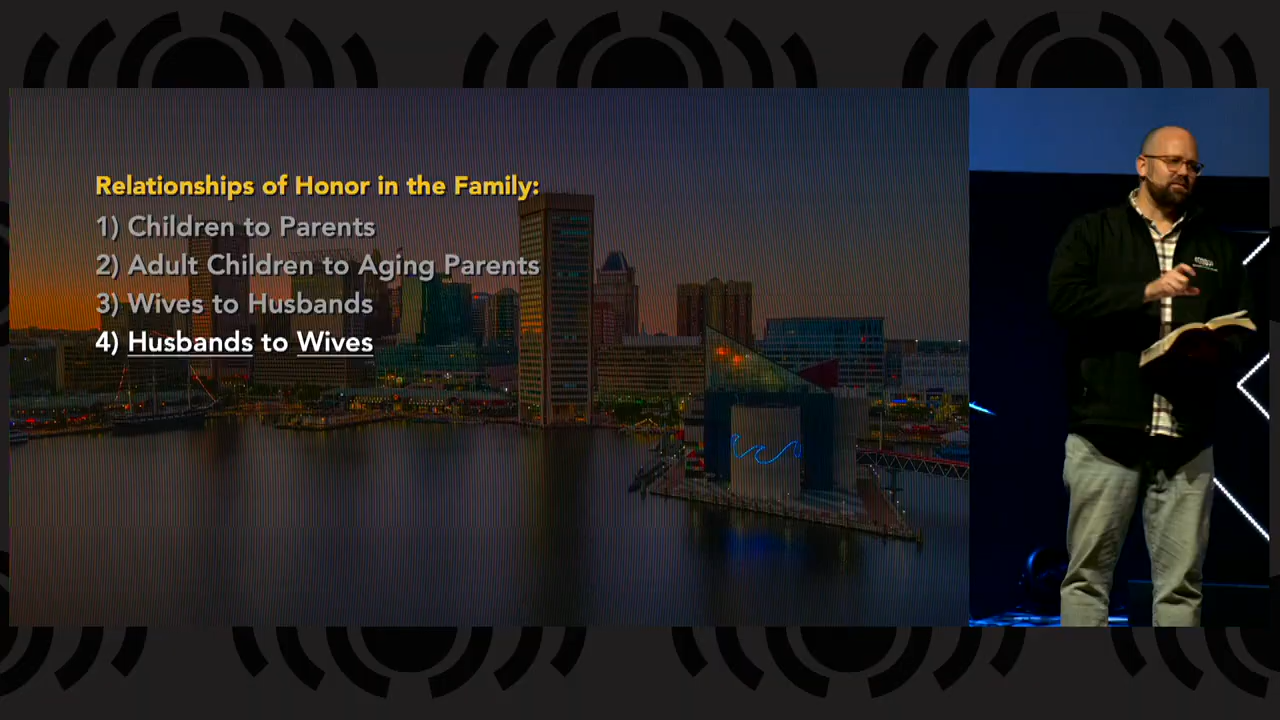 Relationships of Honor in the Family:
1) Children to Parents
2) Adult Children to Aging Parents
3) Wives to Husbands
4) Husbands to Wives